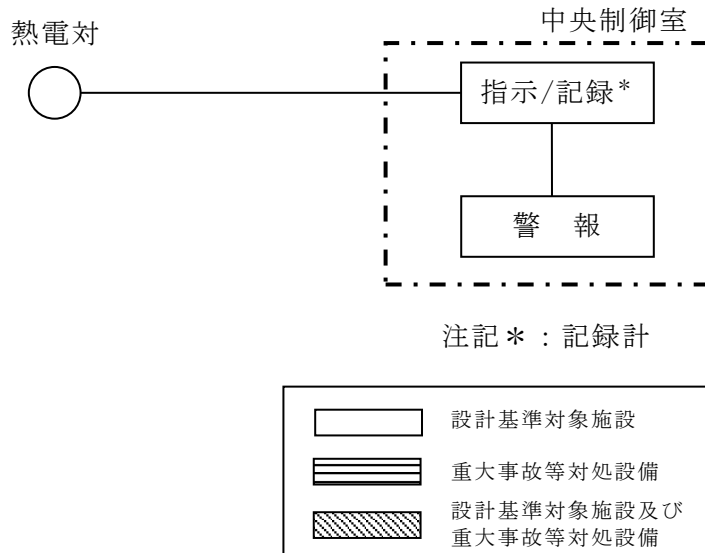 中央制御室
熱電対
指示/記録*
警 報
注記*：記録計
設計基準対象施設
重大事故等対処設備
設計基準対象施設及び
重大事故等対処設備